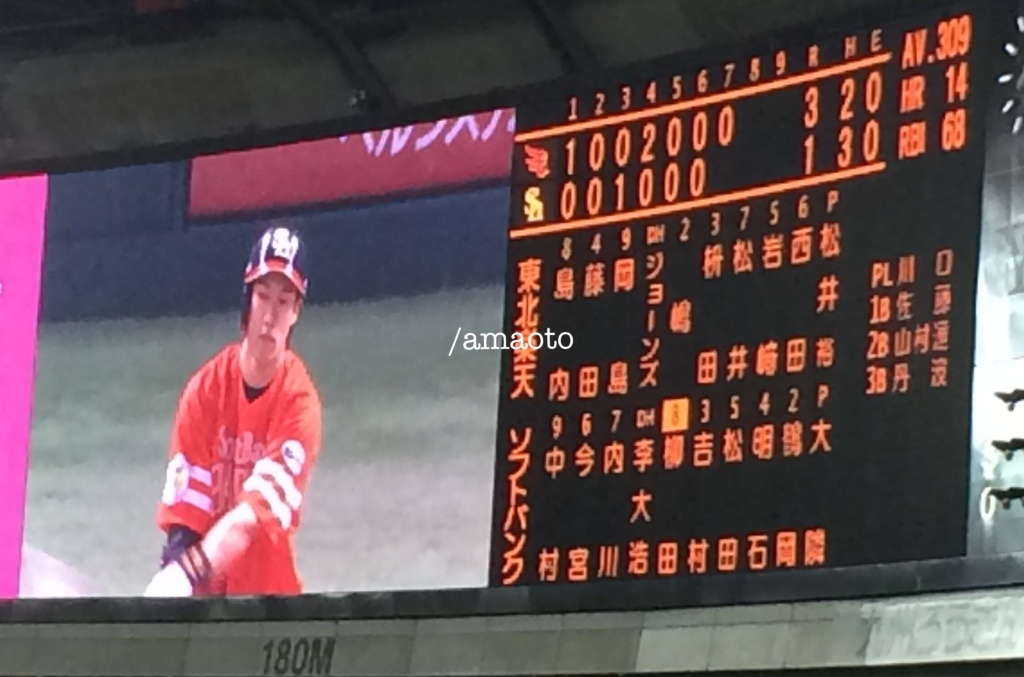 ベルシステム
1 2 3 4 5 6 7 8 9 R H E
1 0 0 2 0 0 0 3 2 0
0 0 1 0 0 0 1 3 0
AV.309
HR 14
RBI 68
8 4 9 DH 2 3 7 5 6 P
東北楽天 島内 藤田 岡島 ジョーンズ 嶋 枡田 松井 岩崎 西田 松井裕
9 6 7 DH 8 3 5 4 2 P
ソフトバンク 中村 今宮 内川 李大浩 柳田 吉村 松田 明石 鶴岡 大隣
PL 川口
1B 佐藤
2B 山村達
3B 丹波
/amaoto
180M